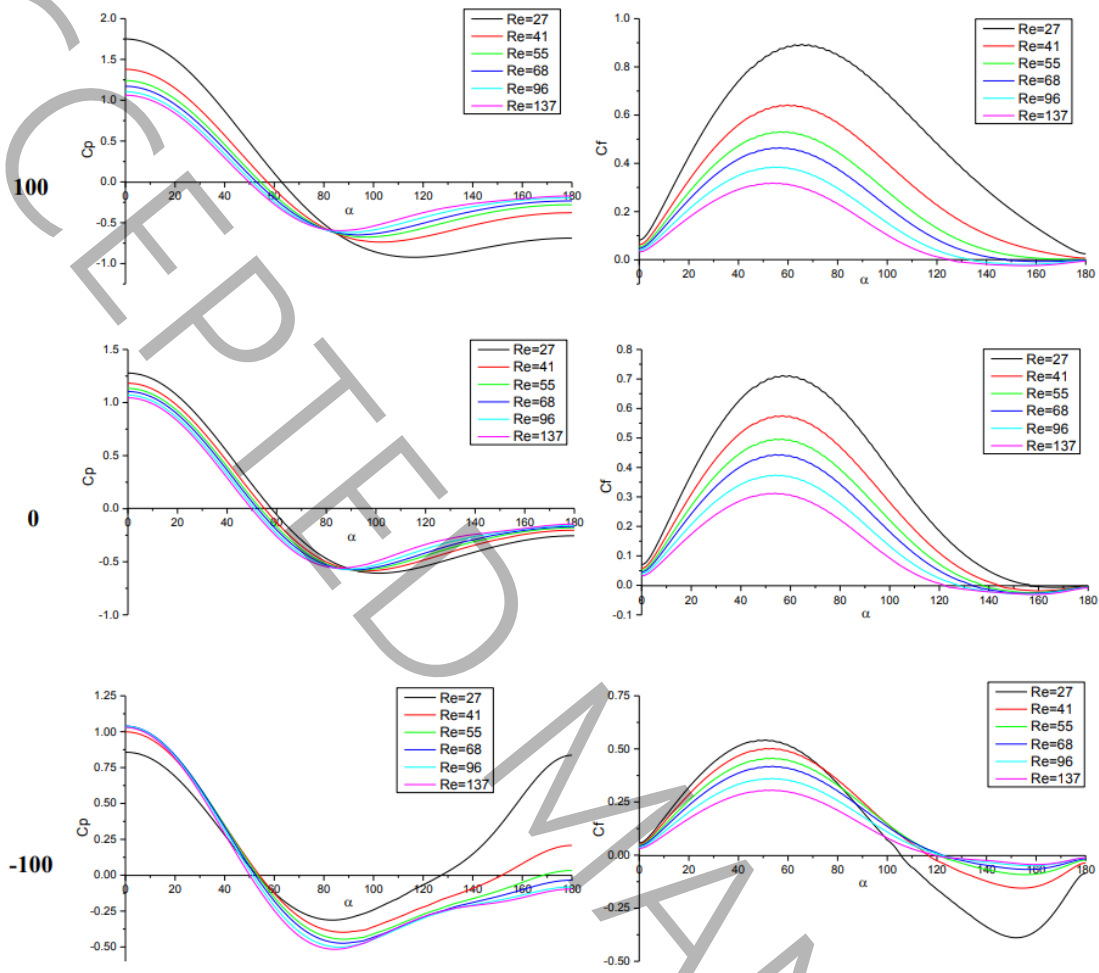 100
2.0
1.5
1.0
0.5
0.0
-0.5
-1.0
0 20 40 60 80 100 120 140 160 180
Cp
α
Re=27
Re=41
Re=55
Re=68
Re=96
Re=137
1.0
0.8
0.6
0.4
0.2
0.0
0 20 40 60 80 100 120 140 160 180
Cf
α
Re=27
Re=41
Re=55
Re=68
Re=96
Re=137
0
1.5
1.0
0.5
0.0
-0.5
-1.0
0 20 40 60 80 100 120 140 160 180
Cp
α
Re=27
Re=41
Re=55
Re=68
Re=96
Re=137
0.8
0.7
0.6
0.5
0.4
0.3
0.2
0.1
0.0
-0.1
0 20 40 60 80 100 120 140 160 180
Cf
α
Re=27
Re=41
Re=55
Re=68
Re=96
Re=137
-100
1.25
1.00
0.75
0.50
0.25
0.00
-0.25
-0.50
0 20 40 60 80 100 120 140 160 180
Cp
α
Re=27
Re=41
Re=55
Re=68
Re=96
Re=137
0.75
0.50
0.25
0.00
-0.25
-0.50
0 20 40 60 80 100 120 140 160 180
Cf
α
Re=27
Re=41
Re=55
Re=68
Re=96
Re=137
CCEPTED MA